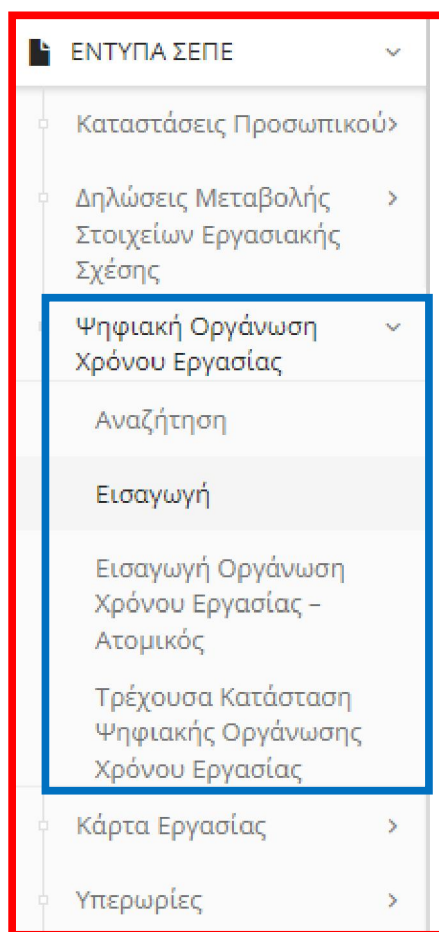 ΕΝΤΥΠΑ ΣΕΠΕ
Καταστάσεις Προσωπικού
Δηλώσεις Μεταβολής
Στοιχείων Εργασιακής
Σχέσης
Ψηφιακή Οργάνωση
Χρόνου Εργασίας
Αναζήτηση
Εισαγωγή
Εισαγωγή Οργάνωση
Χρόνου Εργασίας –
Ατομικός
Τρέχουσα Κατάσταση
Ψηφιακής Οργάνωσης
Χρόνου Εργασίας
Κάρτα Εργασίας
Υπερωρίες